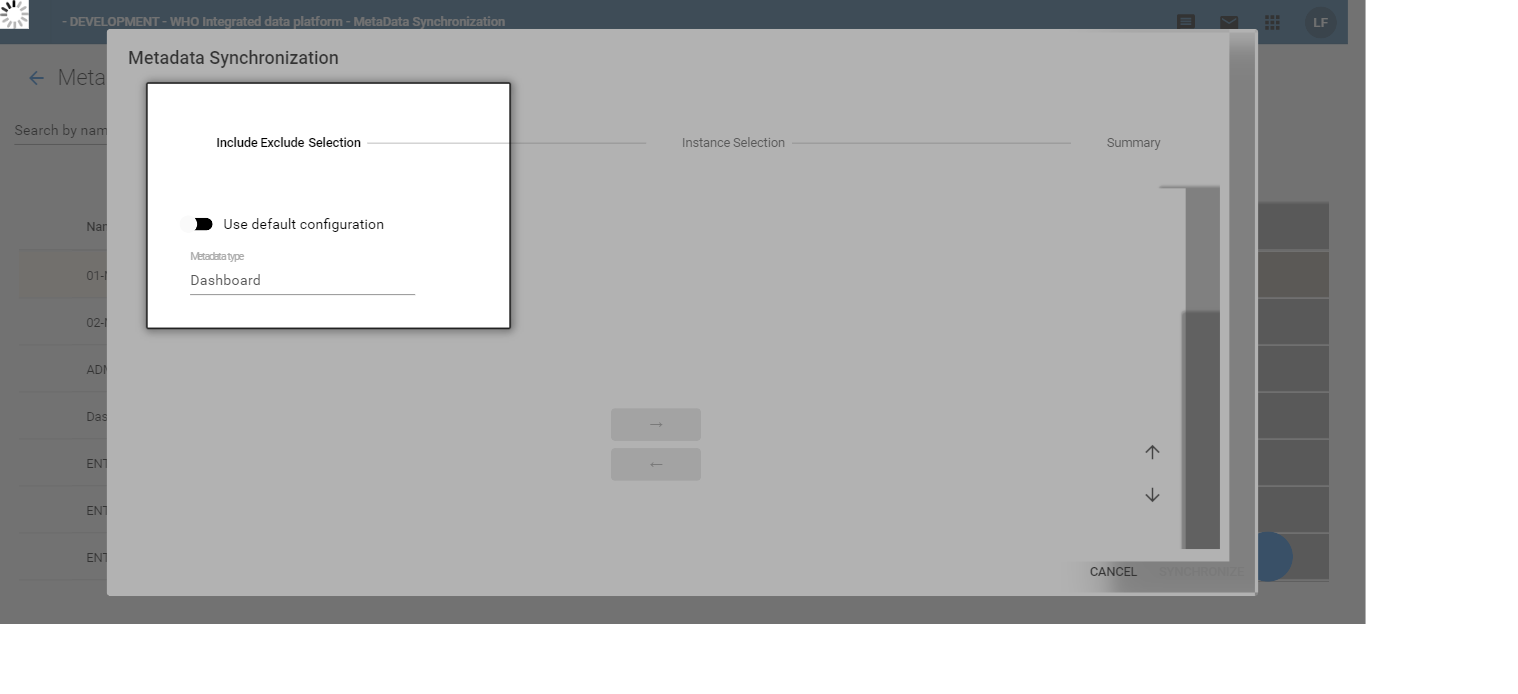 - DEVELOPMENT - WHO Integrated data platform - MetaData Synchronization
LF
Metadata Synchronization
Meta
Search by nam
Include Exclude Selection
Instance Selection
Summary
Use default configuration
Metadata type
Dashboard
Nar
01-
02-
ADM
Das
ENT
ENT
ENT
CANCEL
SYNCHRONIZE